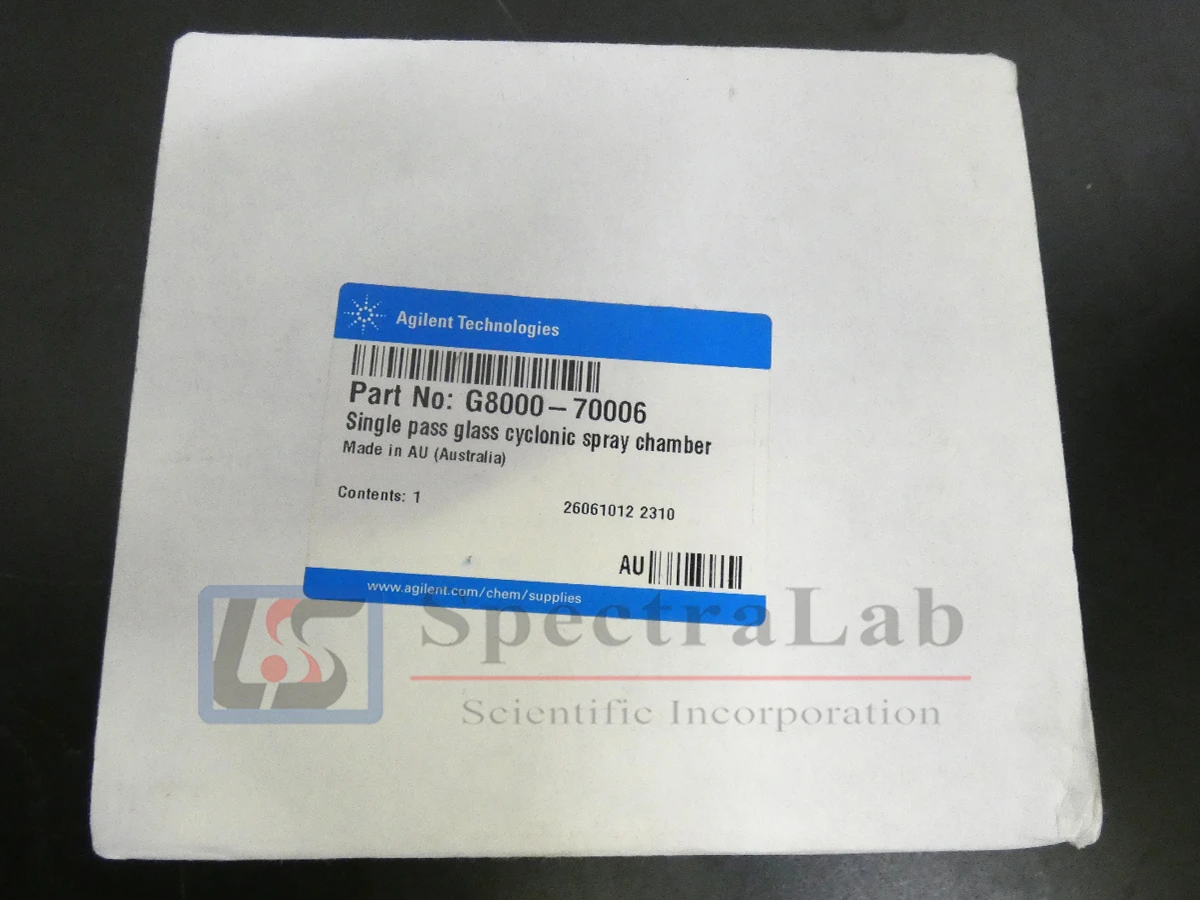 Agilent Technologies
Part No: G8000-70006
Single pass glass cyclonic spray chamber
Made in AU (Australia)
Contents: 1
26061012 2310
AU
www.agilent.com/chem/supplies
LS
SpectraLab
Scientific Incorporation